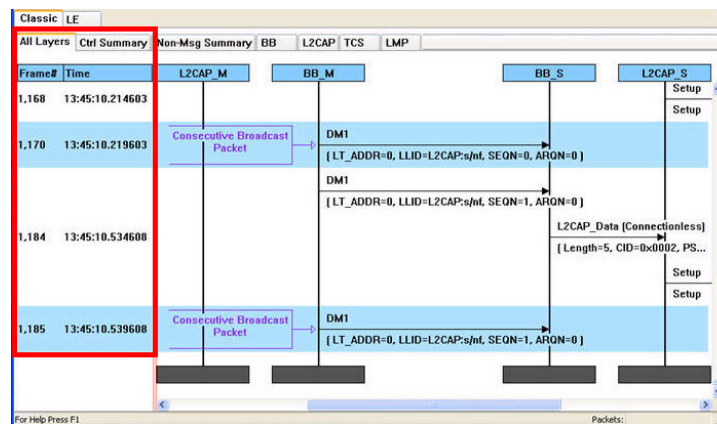 Classic LE
All Layers Ctrl Summary Non-Msg Summary BB L2CAP TCS LMP
Frame# Time L2CAP_M BB_M BB_S L2CAP_S
Setup
1,168 13:45:10.214603
Setup
Consecutive Broadcast Packet
DM1
1,170 13:45:10.219603
( LT_ADDR=0, LLID=L2CAP:s/nf, SEQN=0, ARQN=0 )
DM1
( LT_ADDR=0, LLID=L2CAP:s/nf, SEQN=1, ARQN=0 )
L2CAP_Data (Connectionless)
1,184 13:45:10.534608
( Length=5, CID=0x0002, PS...
Setup
Setup
Consecutive Broadcast Packet
DM1
1,185 13:45:10.539608
( LT_ADDR=0, LLID=L2CAP:s/nf, SEQN=1, ARQN=0 )
For Help Press F1 Packets: